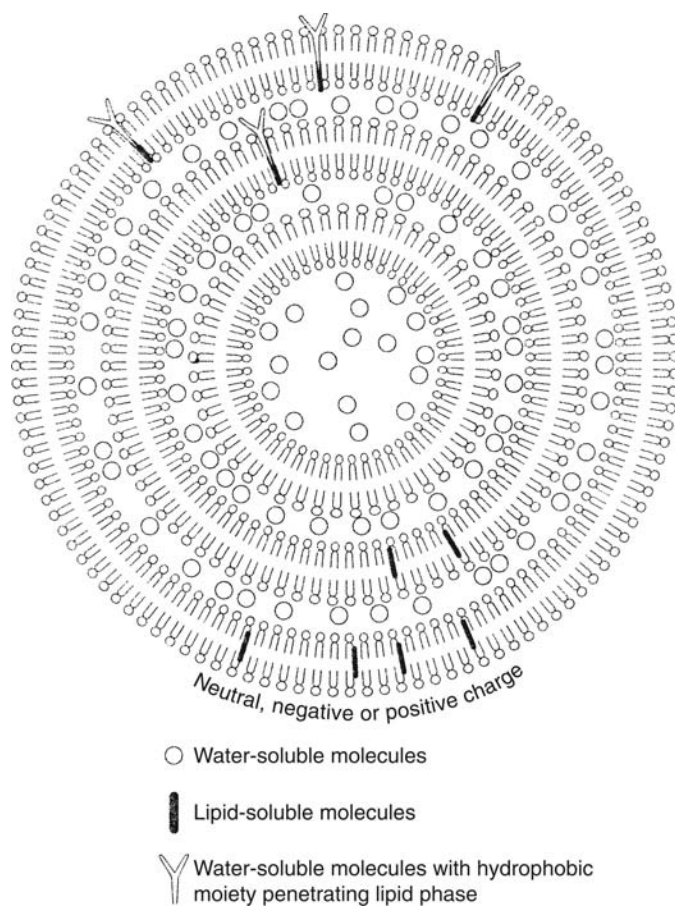 Neutral, negative or positive charge
Water-soluble molecules
Lipid-soluble molecules
Water-soluble molecules with hydrophobic
moiety penetrating lipid phase